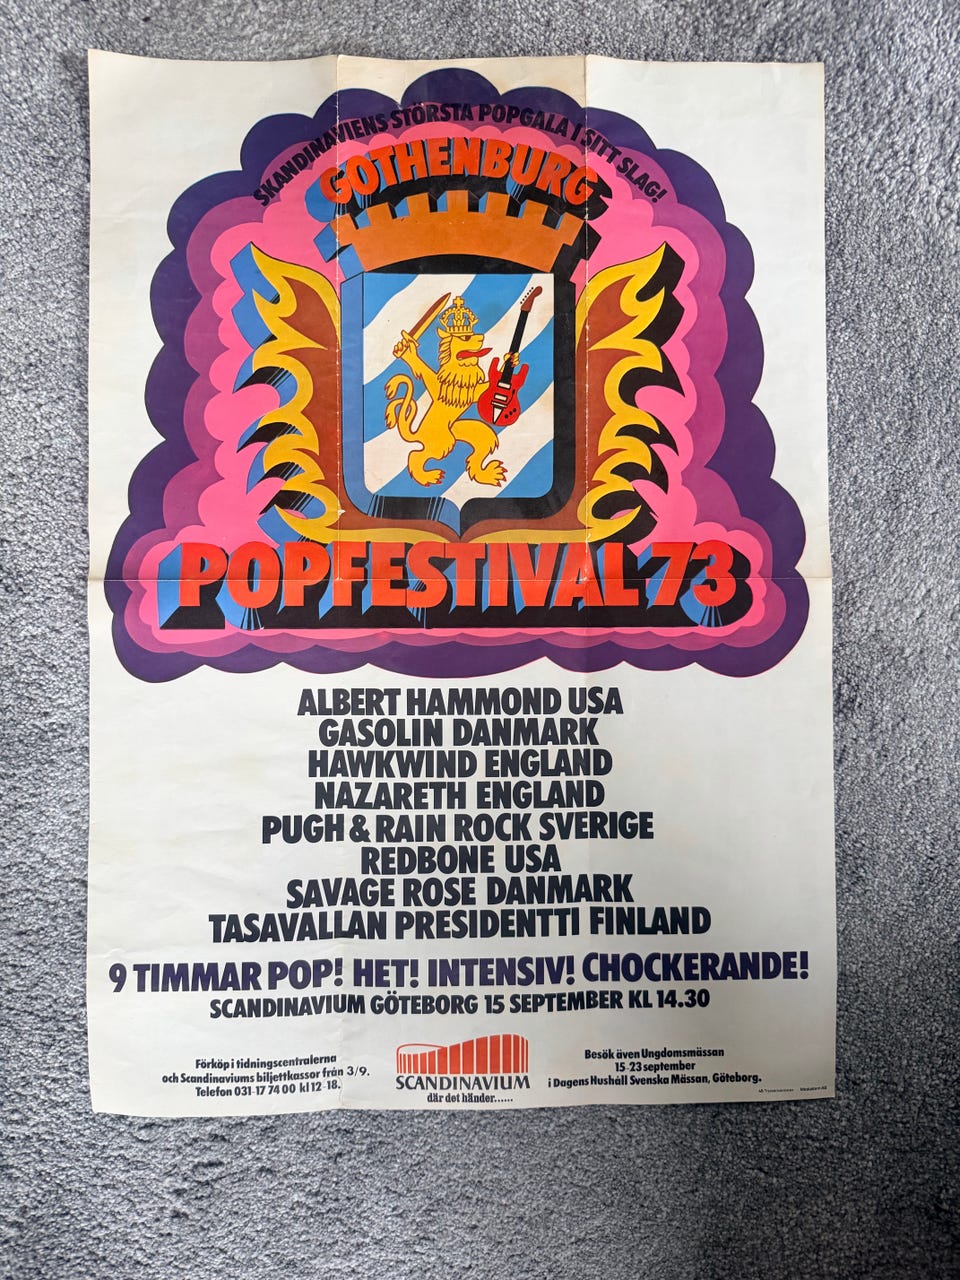 SKANDINAVIENS STÖRSTA POPGALA I SITT SLAG!
GOTHENBURG
POPFESTIVAL 73
ALBERT HAMMOND USA
GASOLIN DANMARK
HAWKWIND ENGLAND
NAZARETH ENGLAND
PUGH & RAIN ROCK SVERIGE
REDBONE USA
SAVAGE ROSE DANMARK
TASAVALLAN PRESIDENTTI FINLAND
9 TIMMAR POP! HET! INTENSIV! CHOCKERANDE!
SCANDINAVIUM GÖTEBORG 15 SEPTEMBER KL 14.30
Förköp i tidningscentralerna
och Scandinaviums biljettkassor från 3/9.
Telefon 031-17 74 00 kl 12-18.
SCANDINAVIUM
där det händer......
Besök även Ungdomsmässan
15-23 september
i Dagens Hushåll Svenska Mässan, Göteborg.